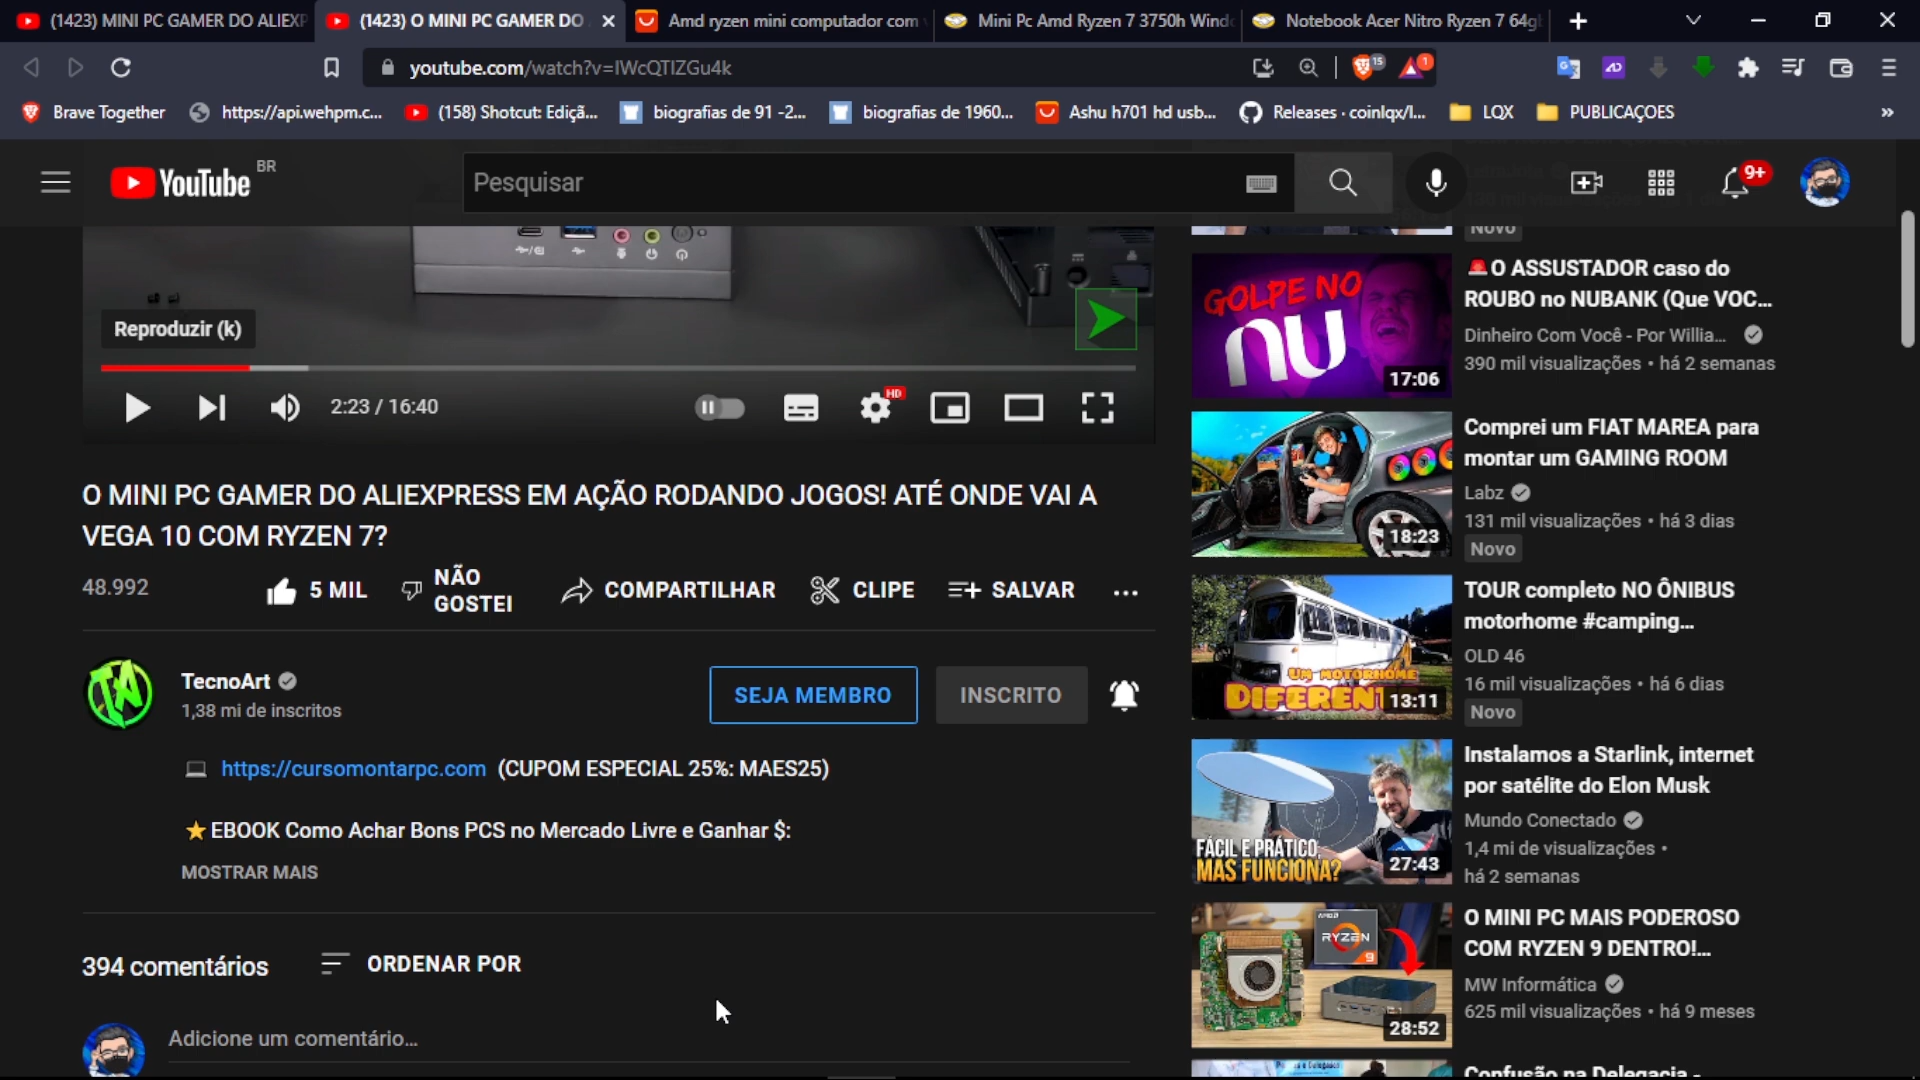 (1423) MINI PC GAMER DO ALIEXP
(1423) O MINI PC GAMER DO
Amd ryzen mini computador com
Mini Pc Amd Ryzen 7 3750h Wind
Notebook Acer Nitro Ryzen 7 64g
youtube.com/watch?v=IWcQTIZGu4k
15
1
Brave Together
https://api.wehpm.c...
(158) Shotcut: Ediçã...
biografias de 91 -2...
biografias de 1960...
Ashu h701 hd usb...
Releases · coinlqx/l...
LQX
PUBLICAÇOES
»
YouTube BR
Pesquisar
9+
Novo
Reproduzir (k)
2:23 / 16:40
HD
O MINI PC GAMER DO ALIEXPRESS EM AÇÃO RODANDO JOGOS! ATÉ ONDE VAI A
VEGA 10 COM RYZEN 7?
48.992
5 MIL
NÃO
GOSTEI
COMPARTILHAR
CLIPE
SALVAR
TecnoArt
1,38 mi de inscritos
SEJA MEMBRO
INSCRITO
https://cursomontarpc.com (CUPOM ESPECIAL 25%: MAES25)
EBOOK Como Achar Bons PCS no Mercado Livre e Ganhar $:
MOSTRAR MAIS
394 comentários
ORDENAR POR
Adicione um comentário...
GOLPE NO
nu
17:06
O ASSUSTADOR caso do
ROUBO no NUBANK (Que VOC...
Dinheiro Com Você - Por Willia...
390 mil visualizações • há 2 semanas
18:23
Comprei um FIAT MAREA para
montar um GAMING ROOM
Labz
131 mil visualizações • há 3 dias
Novo
UM MOTORHOME
DIFERENT
13:11
TOUR completo NO ÔNIBUS
motorhome #camping...
OLD 46
16 mil visualizações • há 6 dias
Novo
FÁCIL E PRÁTICO,
MAS FUNCIONA?
27:43
Instalamos a Starlink, internet
por satélite do Elon Musk
Mundo Conectado
1,4 mi de visualizações •
há 2 semanas
AMD
RYZEN
9
28:52
O MINI PC MAIS PODEROSO
COM RYZEN 9 DENTRO!...
MW Informática
625 mil visualizações • há 9 meses
Confusão na Delegacia -